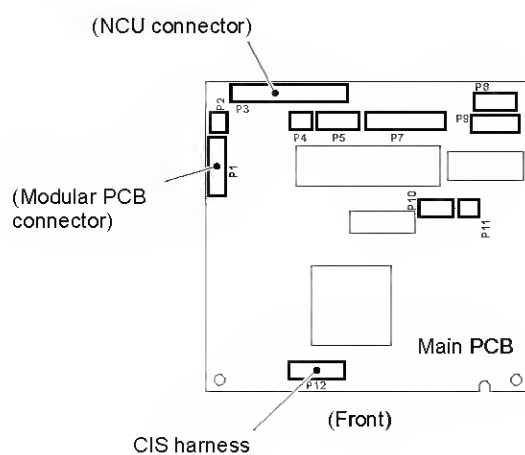 (NCU connector)
P8
P2
P3
P9
P4
P5
P7
P1
(Modular PCB
connector)
P10
P11
Main PCB
P12
(Front)
CIS harness